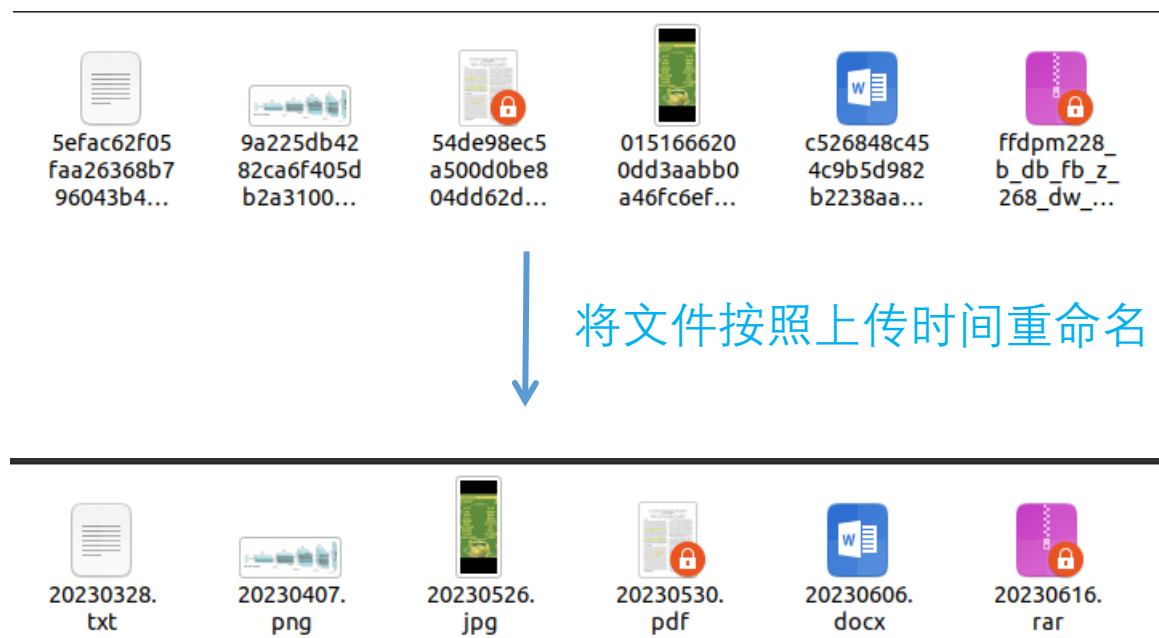 5efac62f05
faa26368b7
96043b4...
9a225db42
82ca6f405d
b2a3100...
54de98ec5
a500d0be8
04dd62d...
015166620
0dd3aabb0
a46fc6ef...
c526848c45
4c9b5d982
b2238aa...
ffdpm228_
b_db_fb_z_
268_dw_...
将文件按照上传时间重命名
20230328.
txt
20230407.
png
20230526.
jpg
20230530.
pdf
20230606.
docx
20230616.
rar